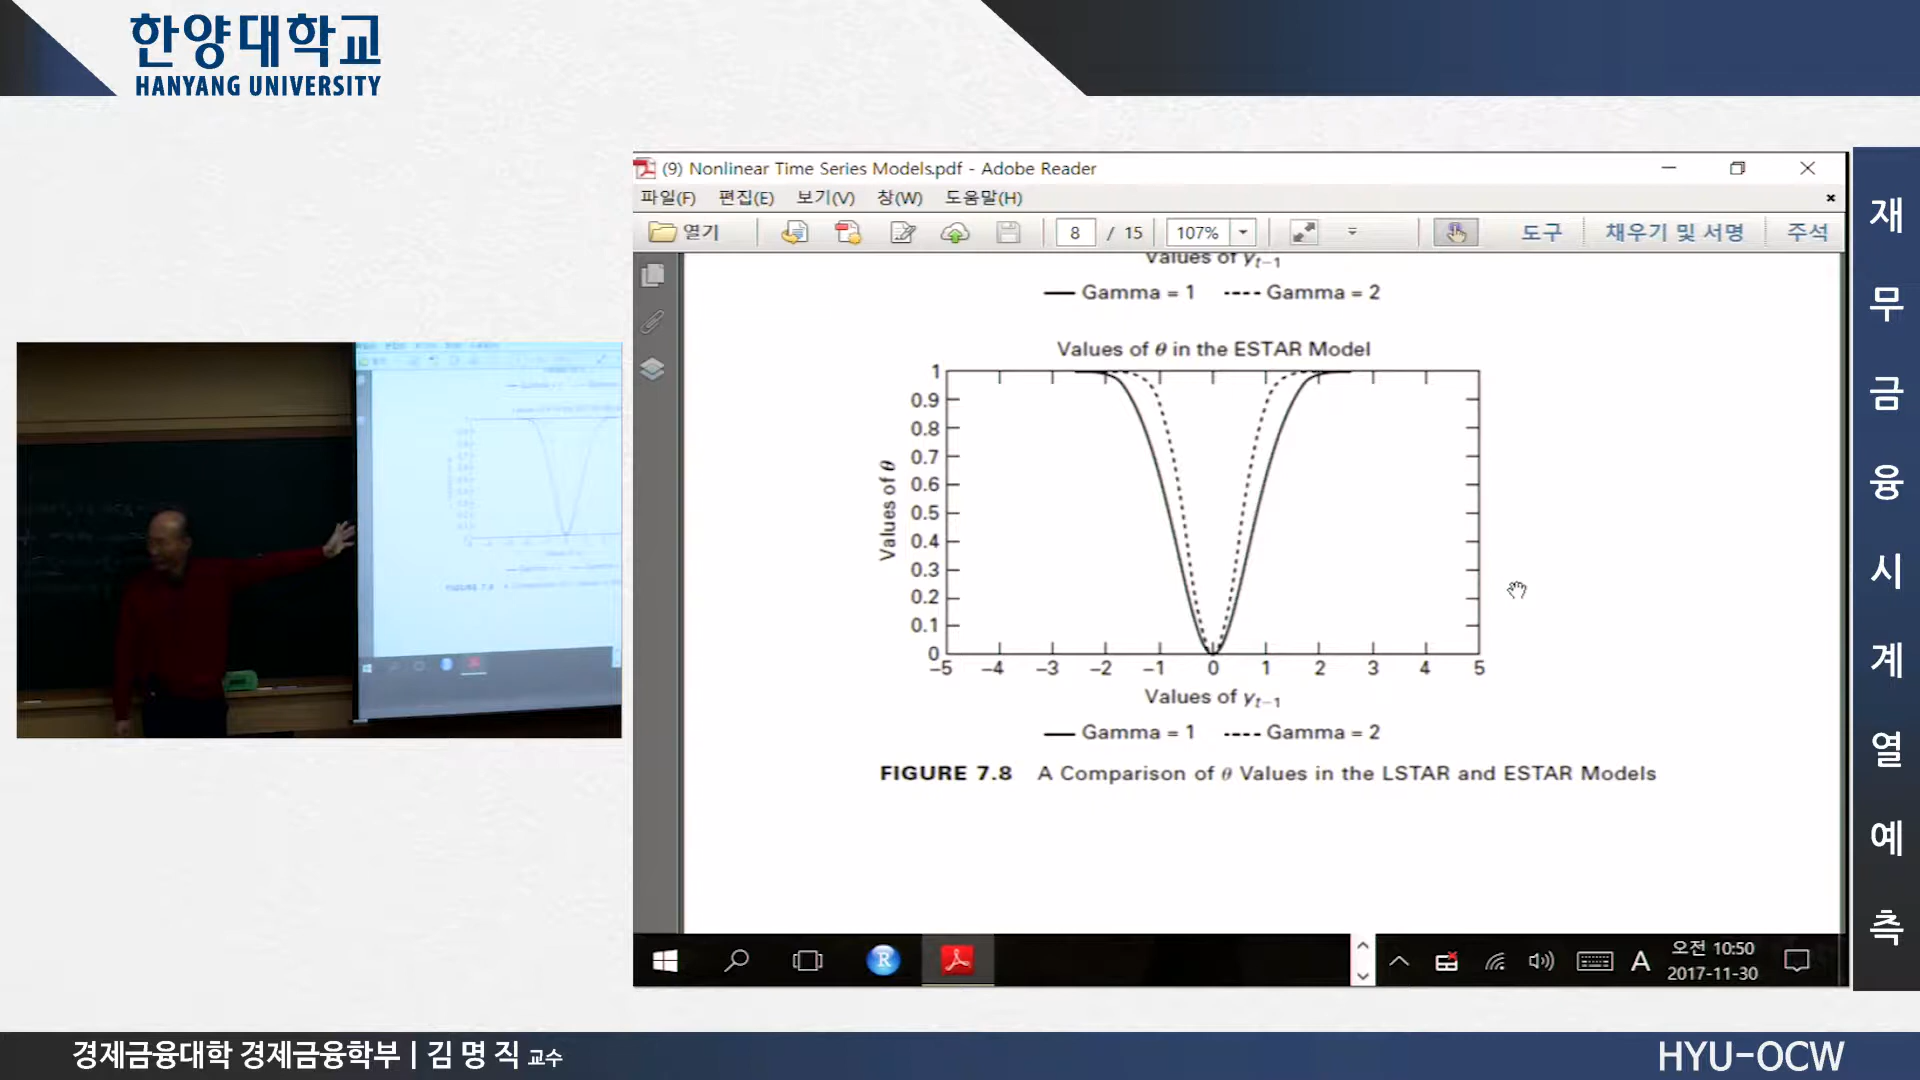 한양대학교
HANYANG UNIVERSITY
(9) Nonlinear Time Series Models.pdf - Adobe Reader
파일(F) 편집(E) 보기(V) 창(W) 도움말(H)
열기 8 / 15 107% 도구 채우기 및 서명 주석
Values of yt−1
Gamma = 1 Gamma = 2
Values of θ in the ESTAR Model
Values of θ
1
0.9
0.8
0.7
0.6
0.5
0.4
0.3
0.2
0.1
0
−5 −4 −3 −2 −1 0 1 2 3 4 5
Values of yt−1
Gamma = 1 Gamma = 2
FIGURE 7.8 A Comparison of θ Values in the LSTAR and ESTAR Models
R A 오전 10:50
2017-11-30
재무금융시계열예측
경제금융대학 경제금융학부 | 김명직 교수
HYU-OCW